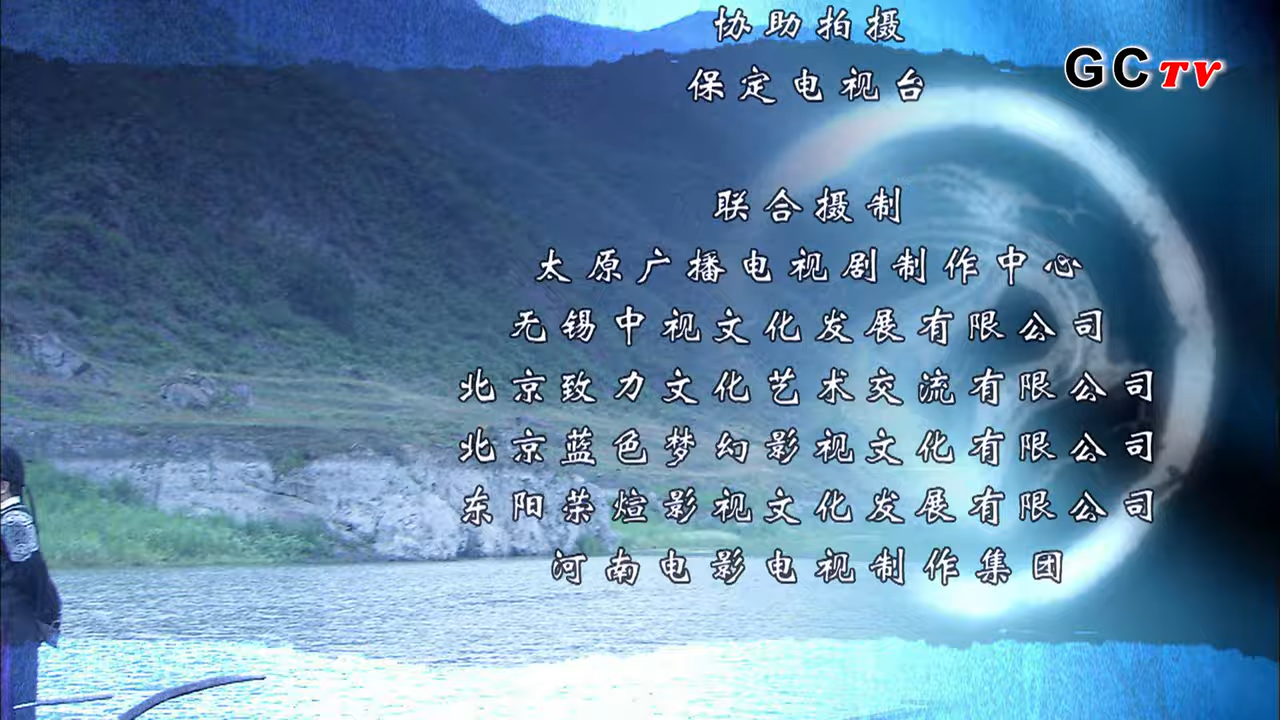 协助拍摄
GCTV
保定电视台
联合摄制
太原广播电视剧制作中心
无锡中视文化发展有限公司
北京致力文化艺术交流有限公司
北京蓝色梦幻影视文化有限公司
东阳荣煊影视文化发展有限公司
河南电影电视制作集团